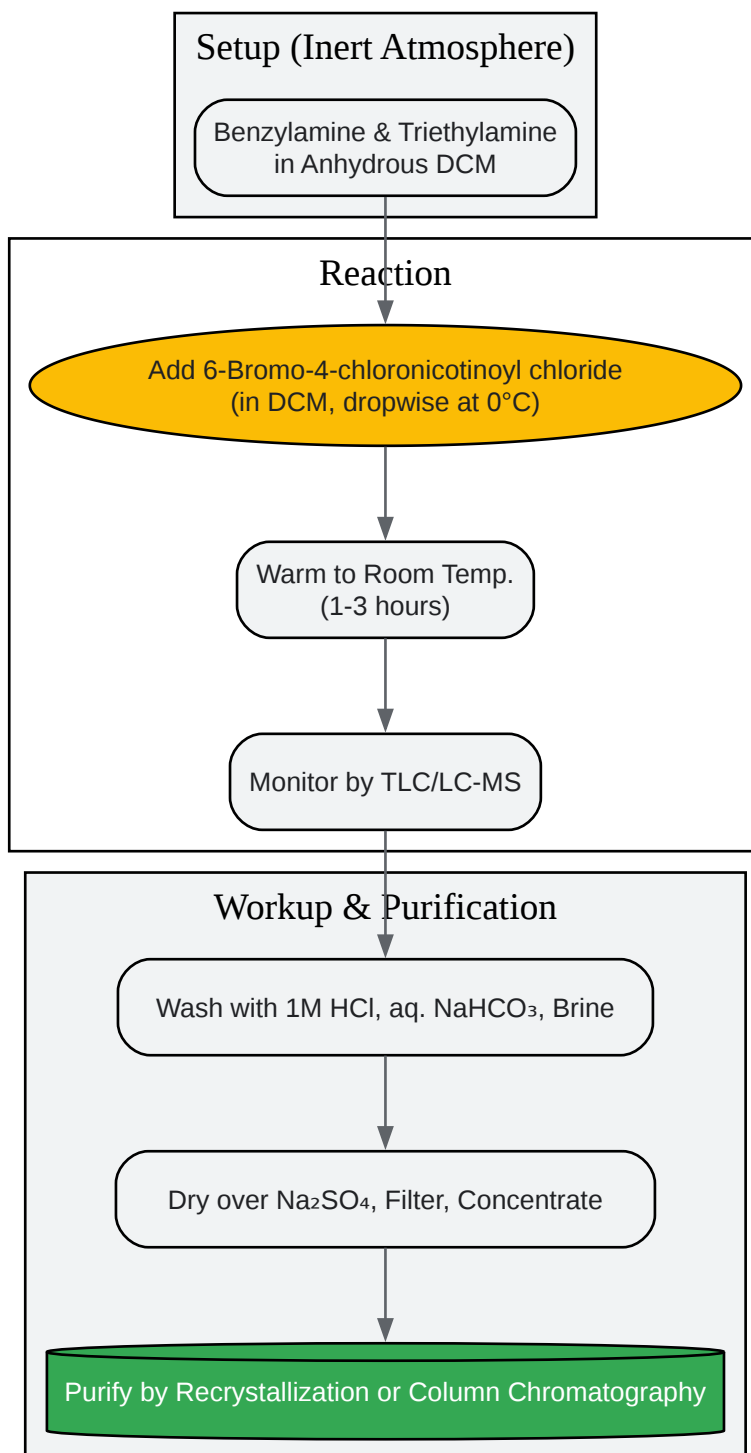 Setup (Inert Atmosphere)
Benzylamine & Triethylamine
in Anhydrous DCM
Reaction
Add 6-Bromo-4-chloronicotinoyl chloride
(in DCM, dropwise at 0°C)
Warm to Room Temp.
(1-3 hours)
Monitor by TLC/LC-MS
Workup & Purification
Wash with 1M HCl, aq. NaHCO₃, Brine
Dry over Na₂SO₄, Filter, Concentrate
Purify by Recrystallization or Column Chromatography